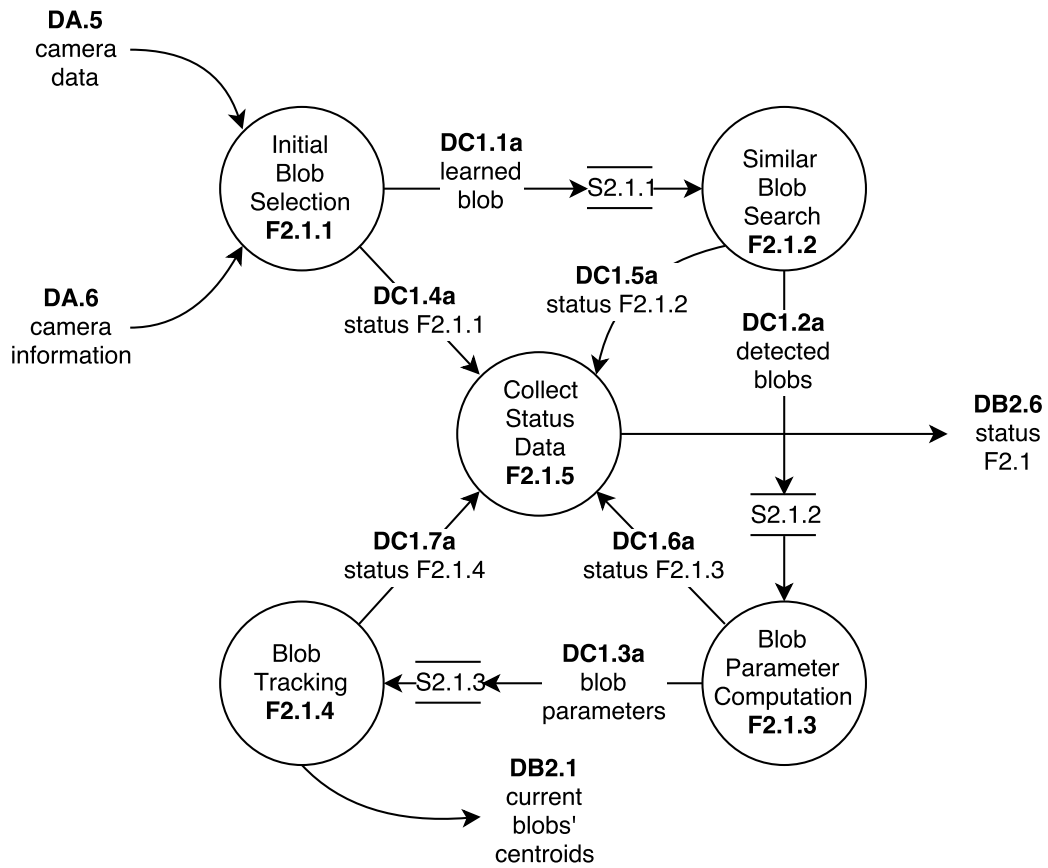 DA.5
camera
data
Initial
Blob
Selection
F2.1.1
DC1.1a
learned
blob
S2.1.1
Similar
Blob
Search
F2.1.2
DA.6
camera
information
DC1.4a
status F2.1.1
DC1.5a
status F2.1.2
DC1.2a
detected
blobs
Collect
Status
Data
F2.1.5
DB2.6
status
F2.1
S2.1.2
DC1.7a
status F2.1.4
DC1.6a
status F2.1.3
Blob
Tracking
F2.1.4
S2.1.3
DC1.3a
blob
parameters
Blob
Parameter
Computation
F2.1.3
DB2.1
current
blobs'
centroids